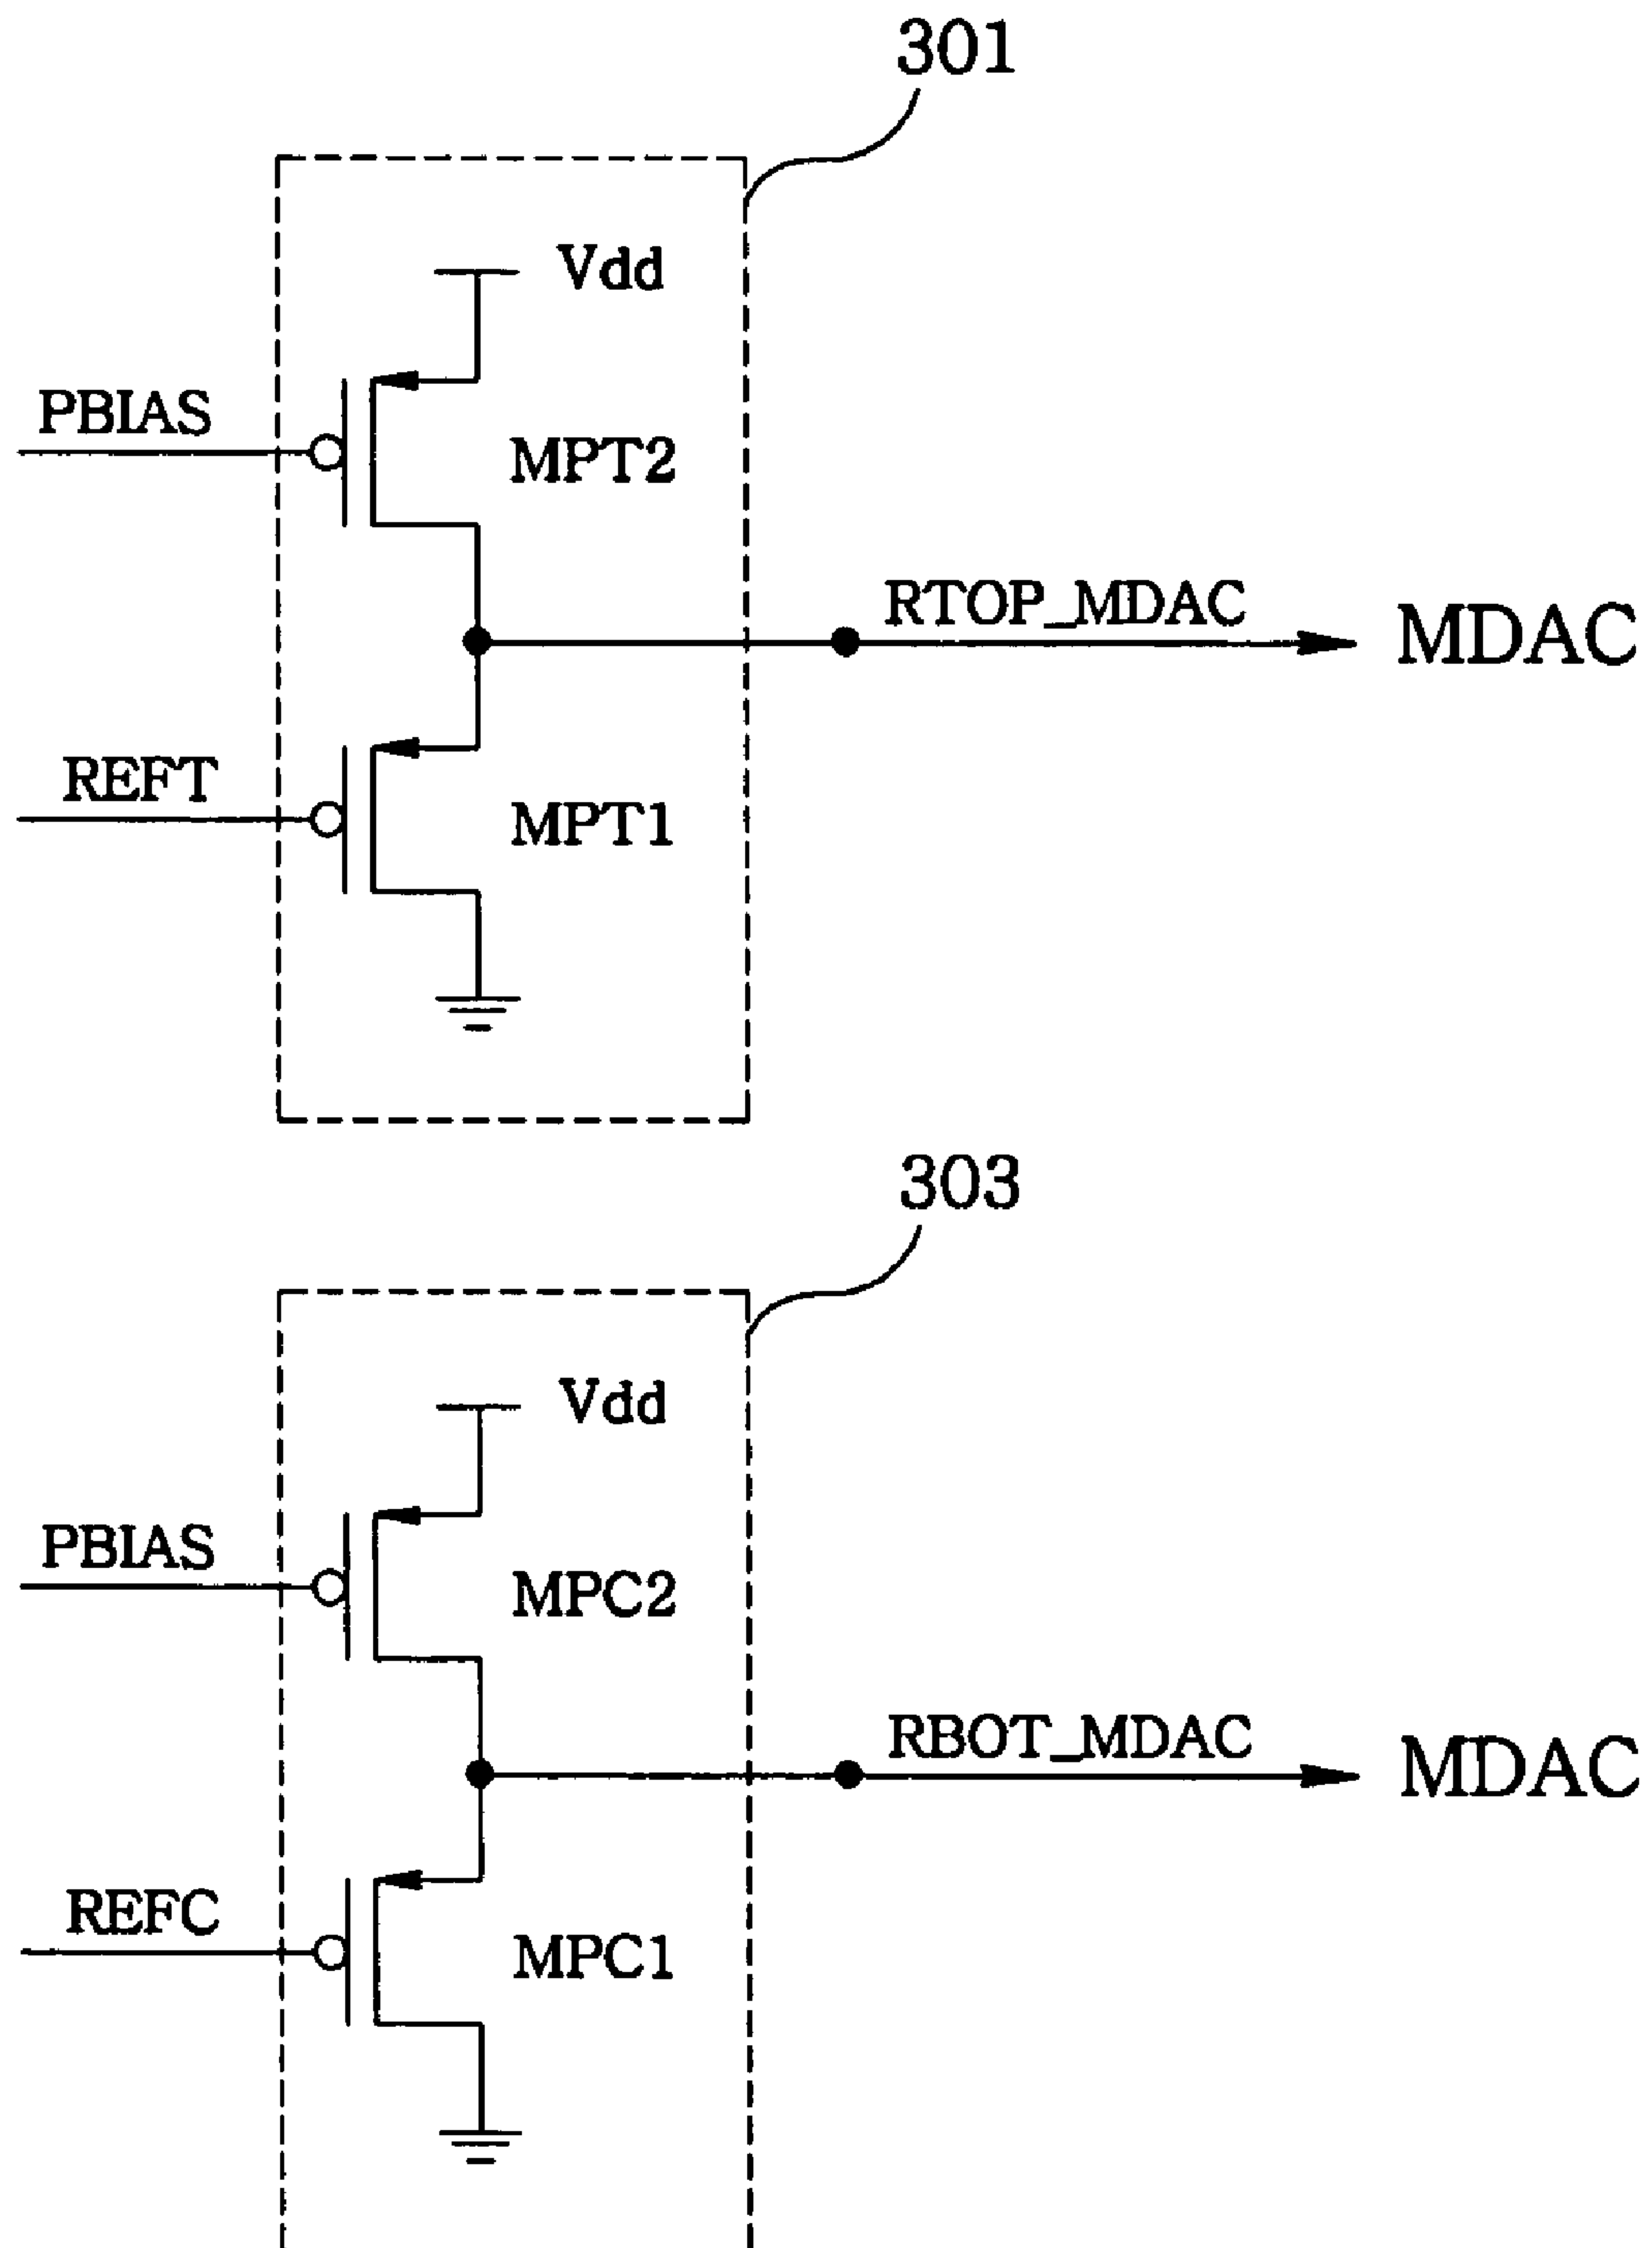 301
Vdd
PBIAS
MPT2
RTOP_MDAC
MDAC
REFT
MPT1
303
Vdd
PBIAS
MPC2
RBOT_MDAC
MDAC
REFC
MPC1